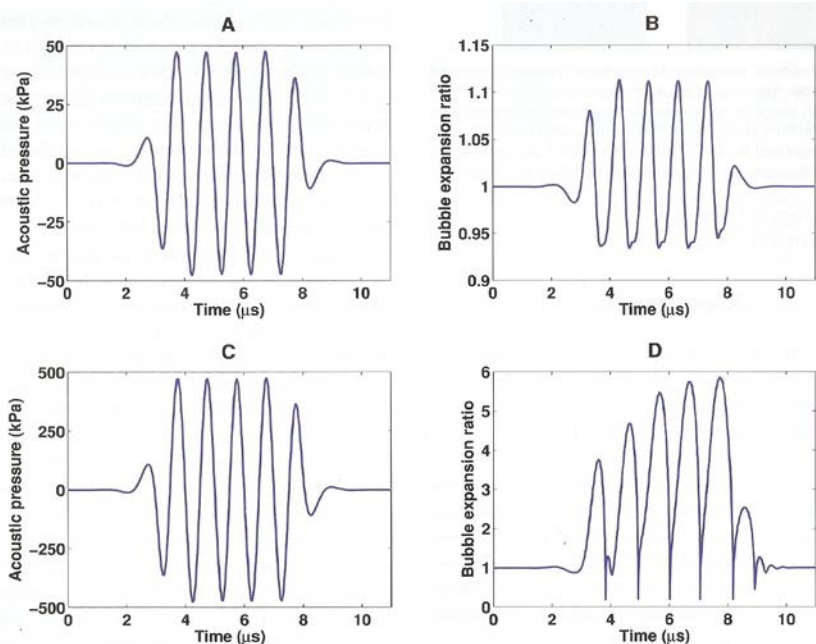 A
Acoustic pressure (kPa)
50
25
0
−25
−50
0 2 4 6 8 10
Time (μs)
B
Bubble expansion ratio
1.15
1.1
1.05
1
0.95
0.9
0 2 4 6 8 10
Time (μs)
C
Acoustic pressure (kPa)
500
250
0
−250
−500
0 2 4 6 8 10
Time (μs)
D
Bubble expansion ratio
6
5
4
3
2
1
0
0 2 4 6 8 10
Time (μs)